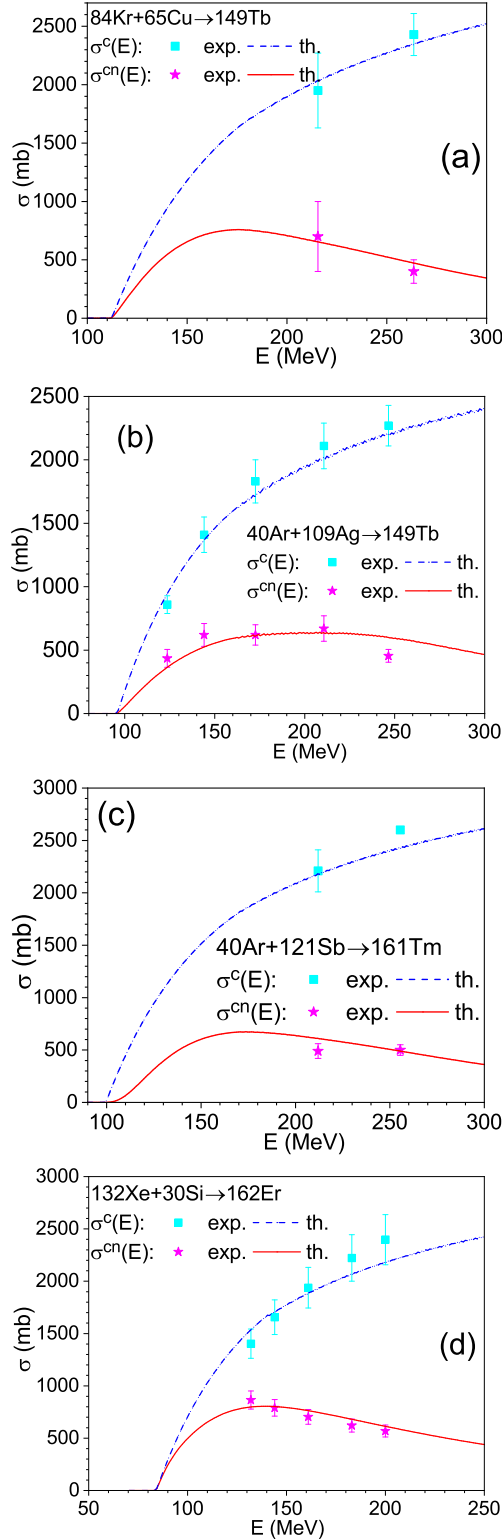 84Kr+65Cu→149Tb
σᶜ(E): exp. th.
σᶜⁿ(E): exp. th.
(a)
σ (mb)
2500
2000
1500
1000
500
0
100 150 200 250 300
E (MeV)
(b)
40Ar+109Ag→149Tb
σᶜ(E): exp. th.
σᶜⁿ(E): exp. th.
σ (mb)
2500
2000
1500
1000
500
0
100 150 200 250 300
E (MeV)
(c)
40Ar+121Sb→161Tm
σᶜ(E): exp. th.
σᶜⁿ(E): exp. th.
σ (mb)
3000
2500
2000
1500
1000
500
0
100 150 200 250 300
E (MeV)
132Xe+30Si→162Er
σᶜ(E): exp. th.
σᶜⁿ(E): exp. th.
(d)
σ (mb)
3000
2500
2000
1500
1000
500
0
50 100 150 200 250
E (MeV)